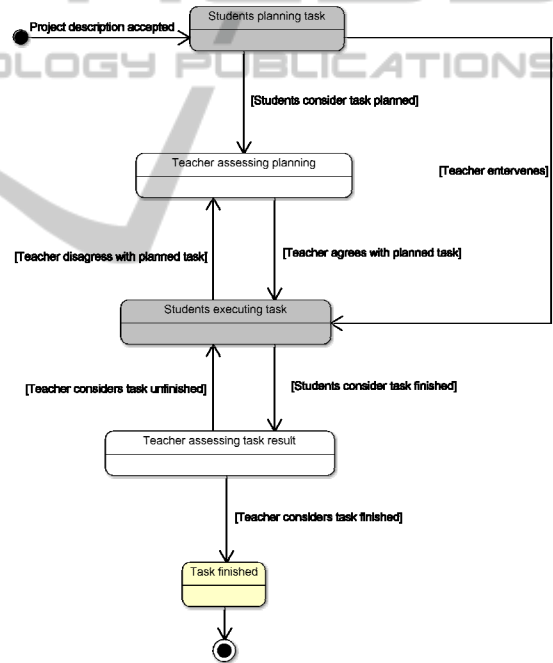 Students planning task
Project description accepted
OLOGY PUBLICATIONS
[Students consider task planned]
Teacher assessing planning
[Teacher entervenes]
[Teacher disagress with planned task]
[Teacher agrees with planned task]
Students executing task
[Teacher considers task unfinished]
[Students consider task finished]
Teacher assessing task result
[Teacher considers task finished]
Task finished